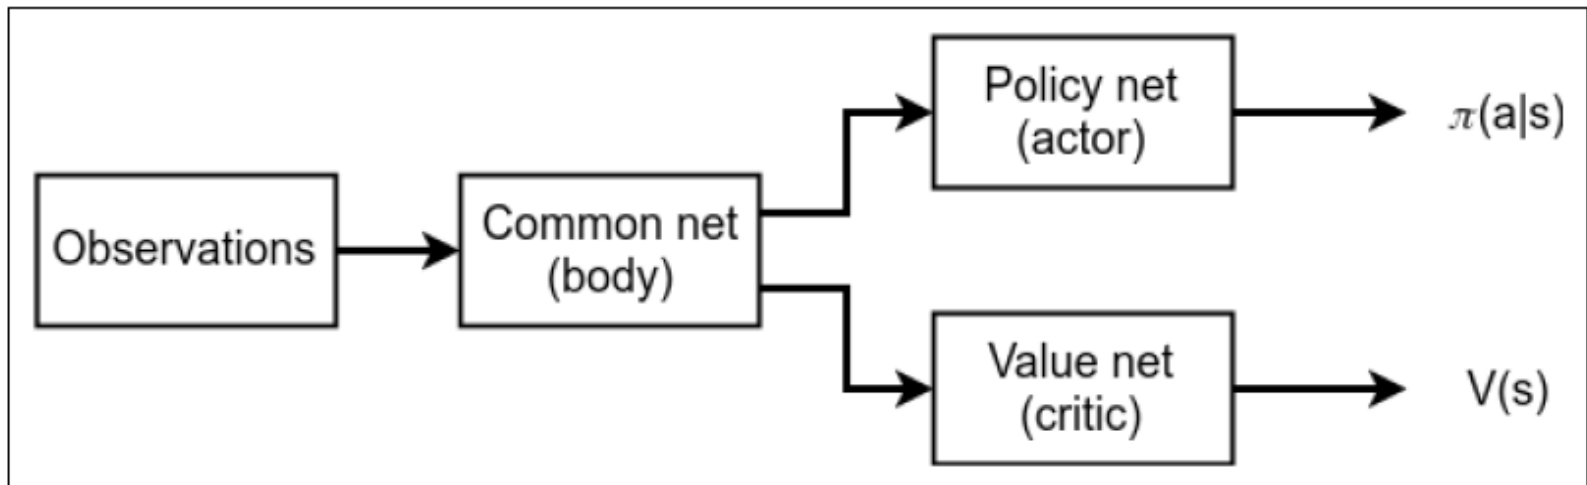 Observations
Common net
(body)
Policy net
(actor)
π(a|s)
Value net
(critic)
V(s)